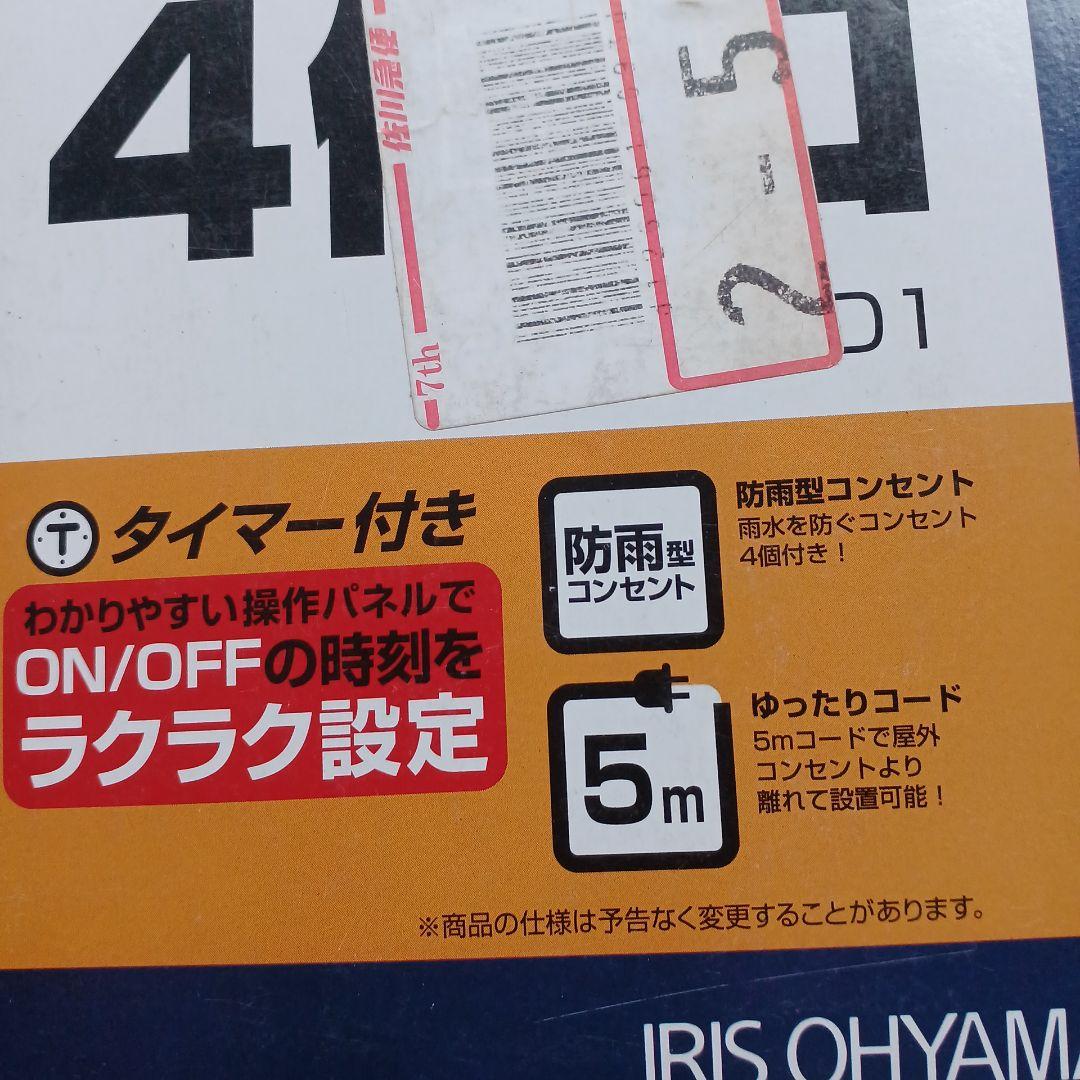 4個口
佐川急便
7th
2-5
D1
T タイマー付き
わかりやすい操作パネルで
ON/OFFの時刻を
ラクラク設定
防雨型
コンセント
防雨型コンセント
雨水を防ぐコンセント
4個付き！
5m
ゆったりコード
5mコードで屋外
コンセントより
離れて設置可能！
※商品の仕様は予告なく変更することがあります。
IRIS OHYAMA